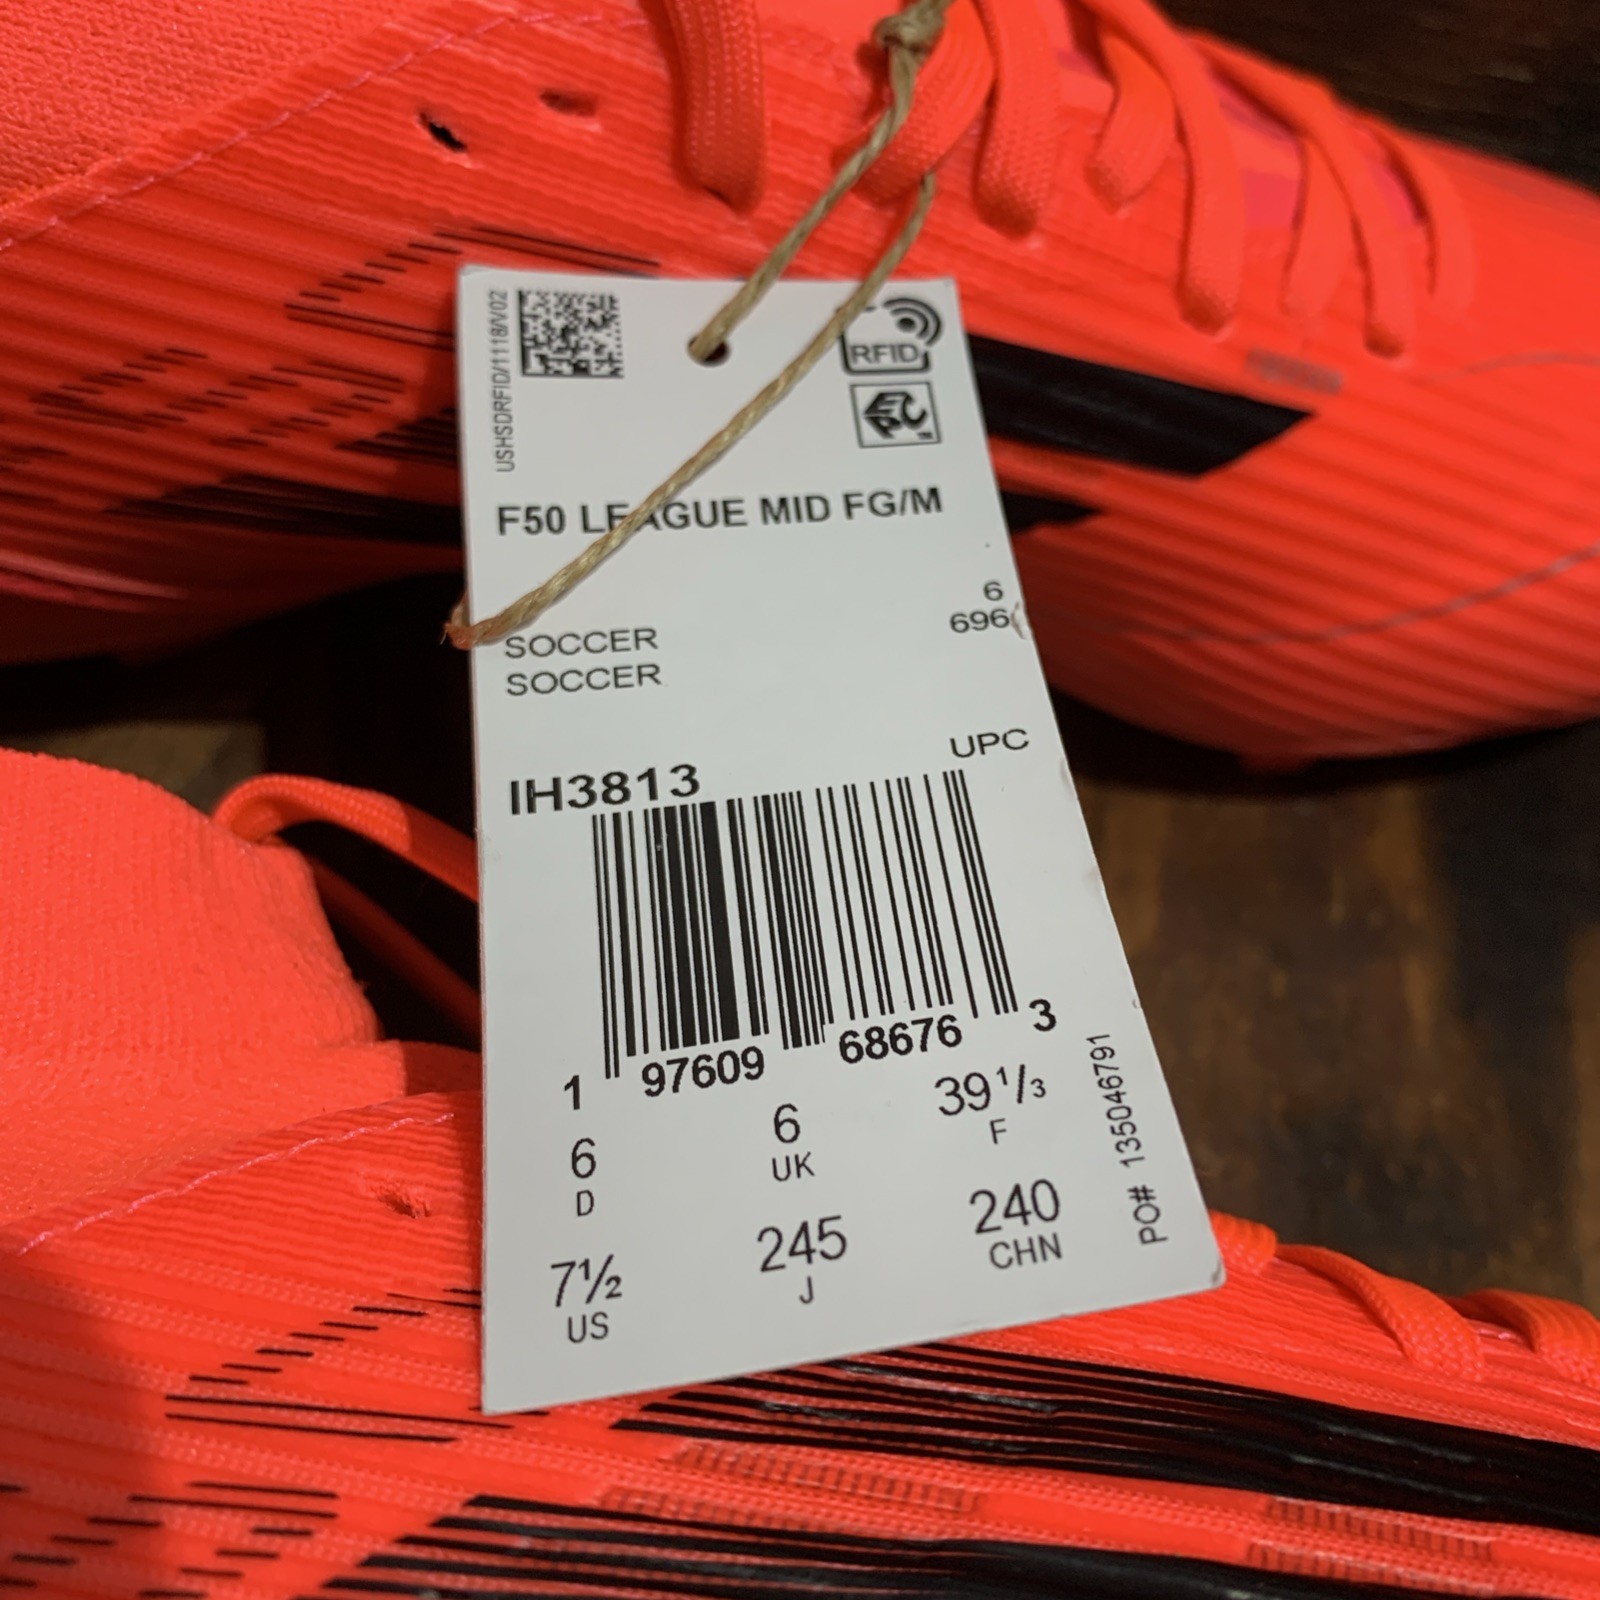 USHSDRFID/1118/V02
RFID
EPC
F50 LEAGUE MID FG/M
6
696
SOCCER
SOCCER
UPC
IH3813
1 97609 68676 3
6 6 39 1/3
D UK F
7½ 245 240
US J CHN
PO# 135046791